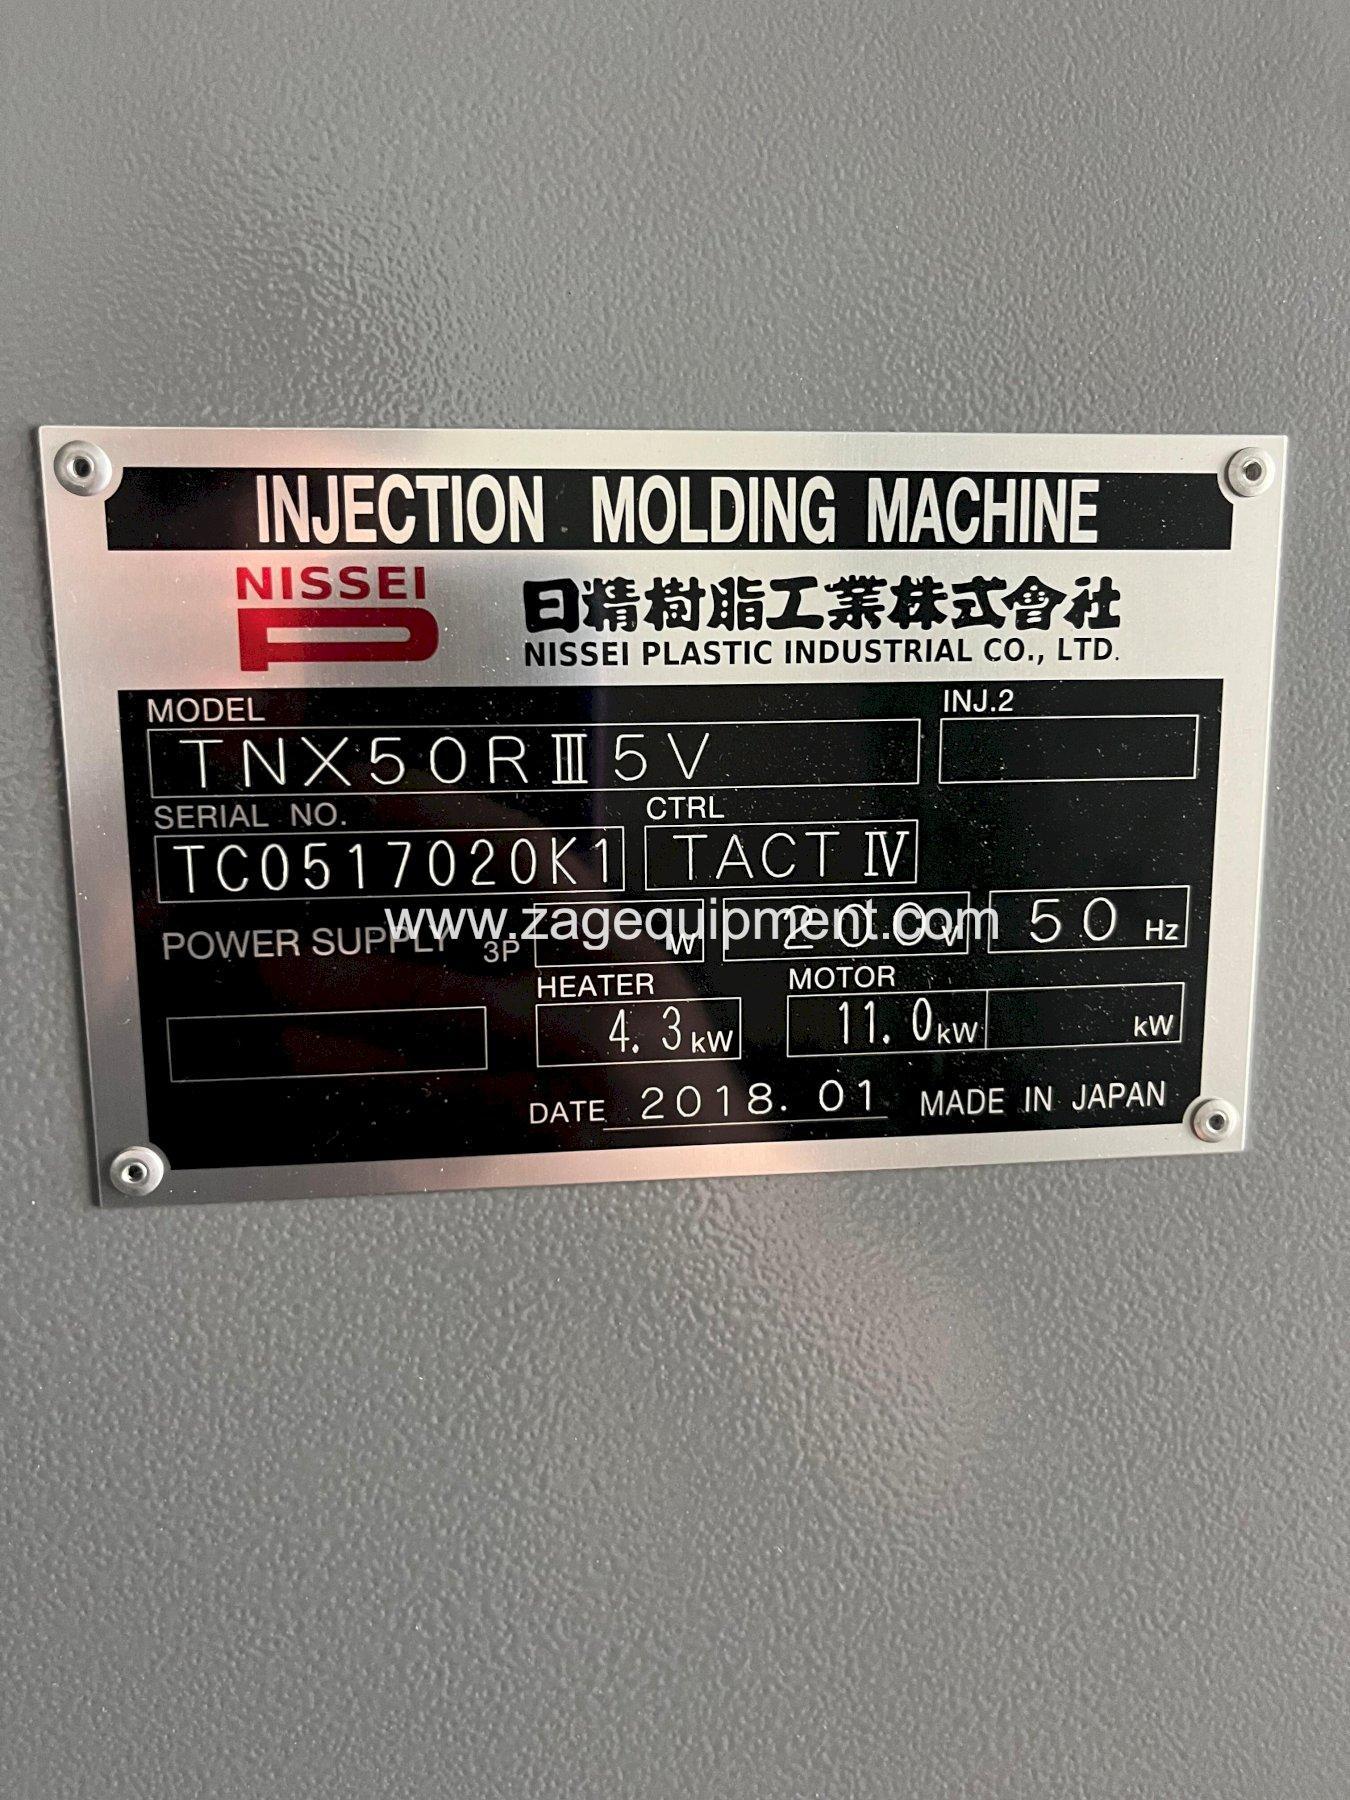 INJECTION MOLDING MACHINE
NISSEI
日精樹脂工業株式會社
NISSEI PLASTIC INDUSTRIAL CO., LTD.
MODEL INJ.2
TNX50RⅢ5V
SERIAL NO. CTRL
TC0517020K1 TACT Ⅳ
www.zagequipment.com
POWER SUPPLY 3P W 200V 50 Hz
HEATER MOTOR
4.3kW 11.0kW kW
DATE 2018.01 MADE IN JAPAN